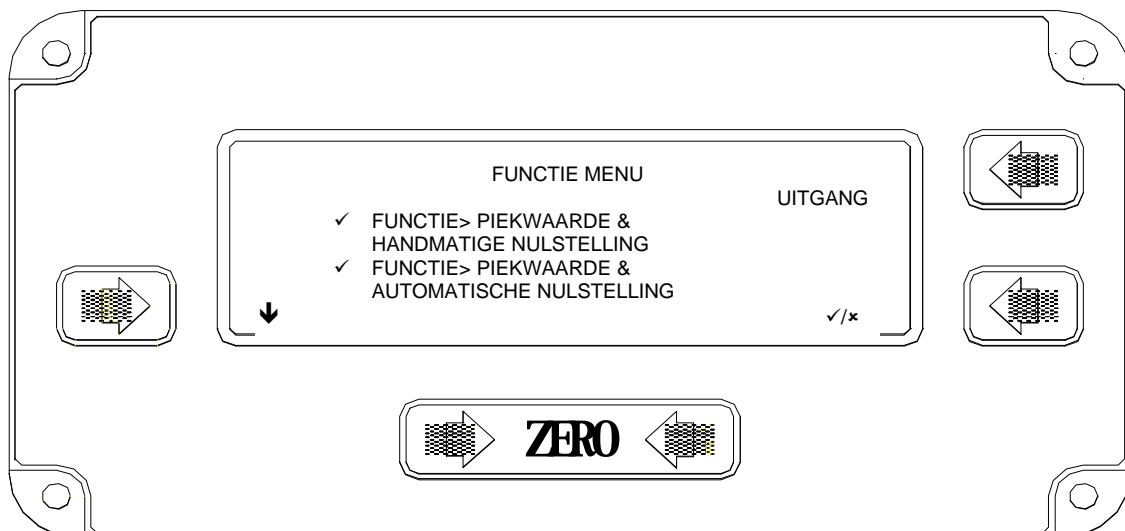 FUNCTIE MENU
UITGANG
✓ FUNCTIE> PIEKWAARDE &
HANDMATIGE NULSTELLING
✓ FUNCTIE> PIEKWAARDE &
AUTOMATISCHE NULSTELLING
✓/×
ZERO